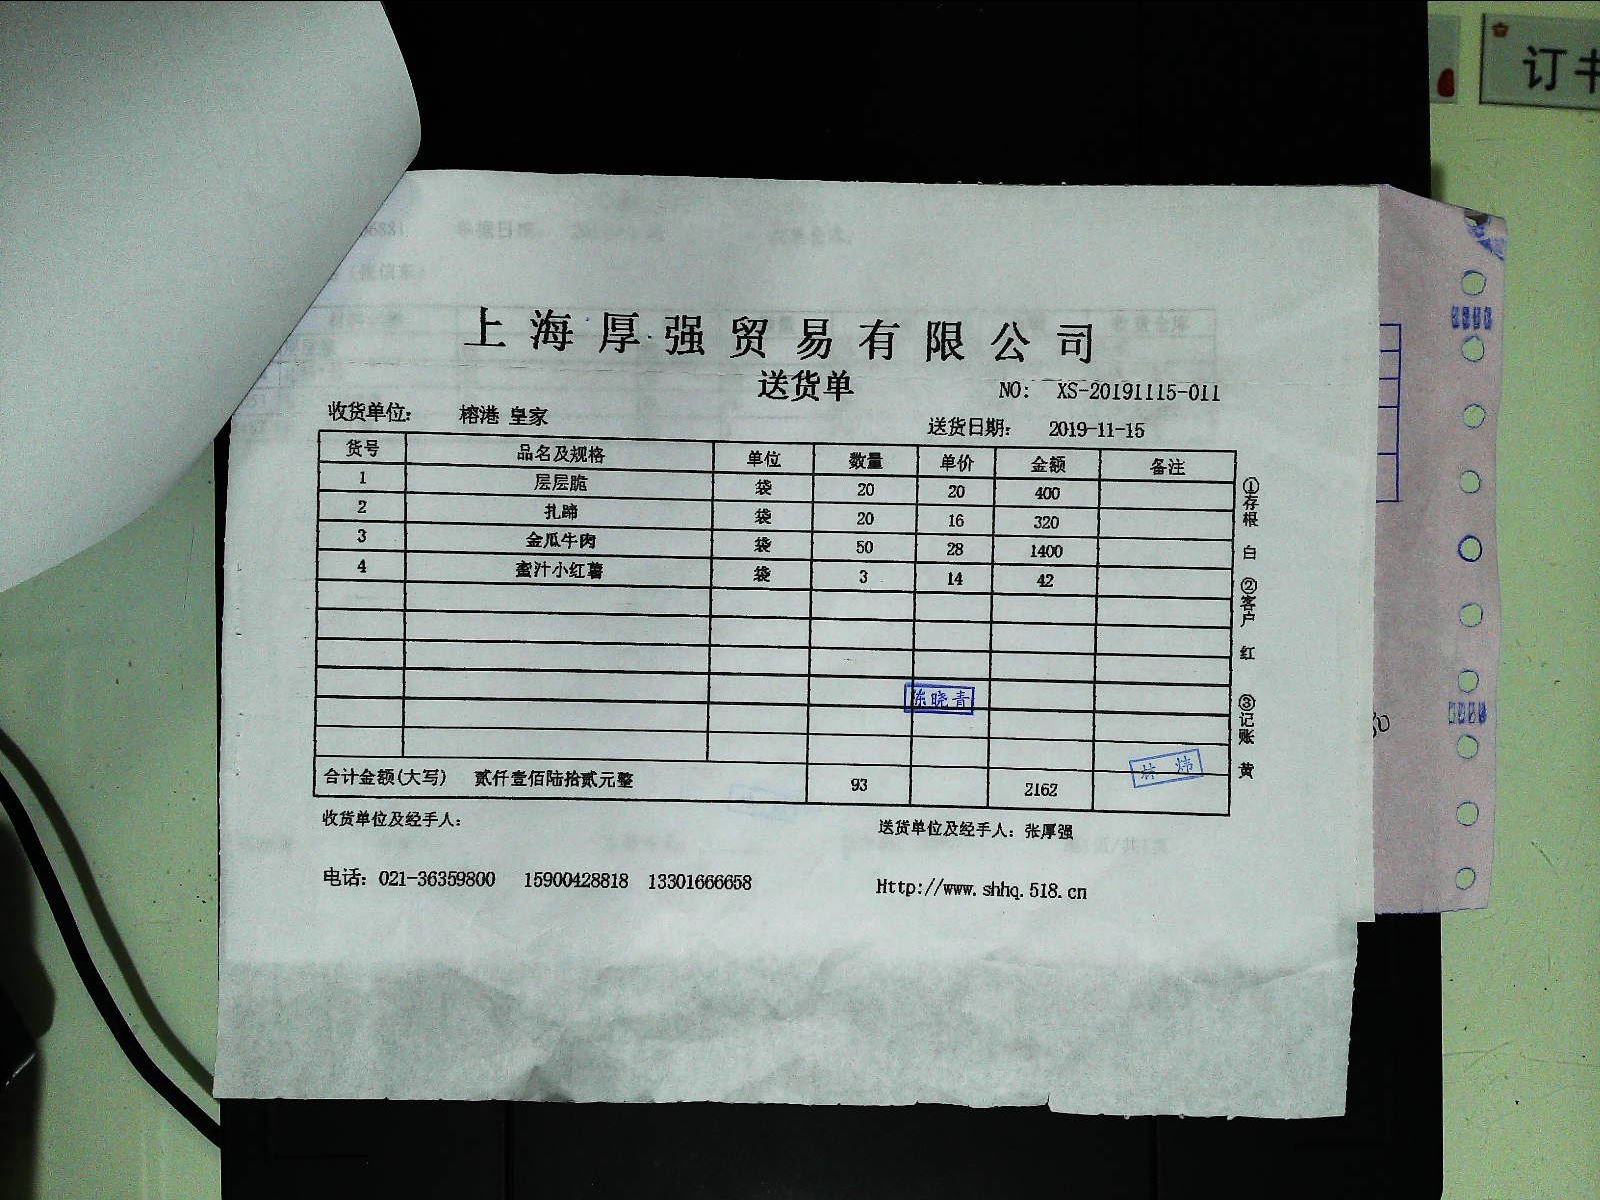 订书
上海厚强贸易有限公司
送货单
NO: XS-20191115-011
收货单位: 榕港 皇家
送货日期: 2019-11-15
货号 品名及规格 单位 数量 单价 金额 备注
1 层层脆 袋 20 20 400
2 扎蹄 袋 20 16 320
3 金瓜牛肉 袋 50 28 1400
4 蜜汁小红薯 袋 3 14 42
陈晓青
合计金额(大写) 贰仟壹佰陆拾贰元整 93 2162
林炜
收货单位及经手人:
送货单位及经手人: 张厚强
电话: 021-36359800 15900428818 13301666658
Http://www.shhq.518.cn
①存根 白 ②客户 红 ③记账 黄